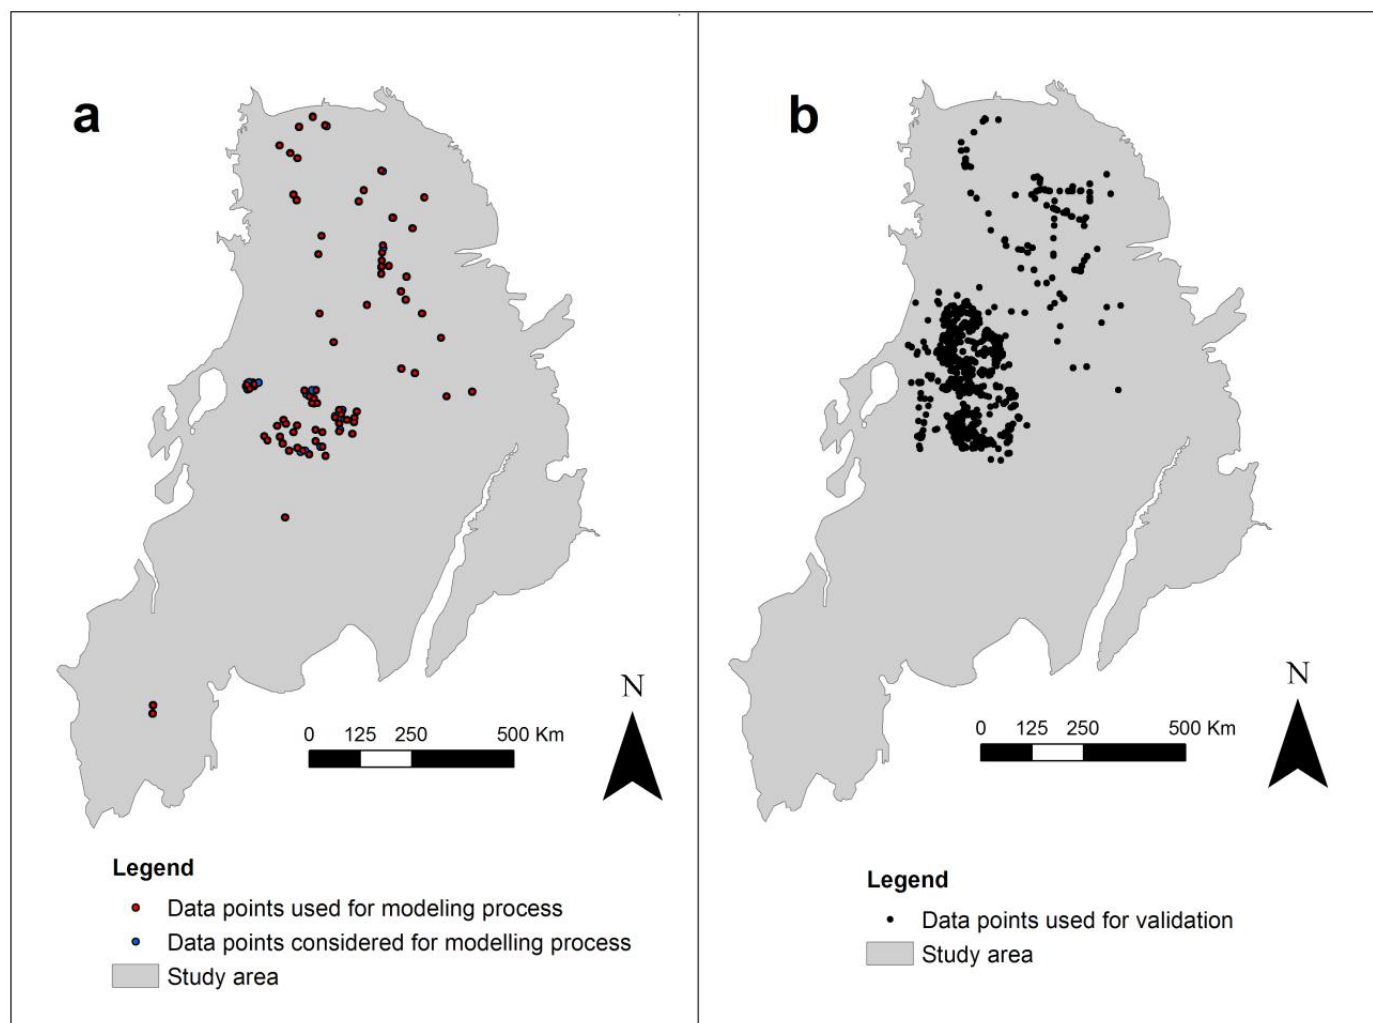 a
N
0 125 250 500 Km
Legend
Data points used for modeling process
Data points considered for modelling process
Study area
b
N
0 125 250 500 Km
Legend
Data points used for validation
Study area